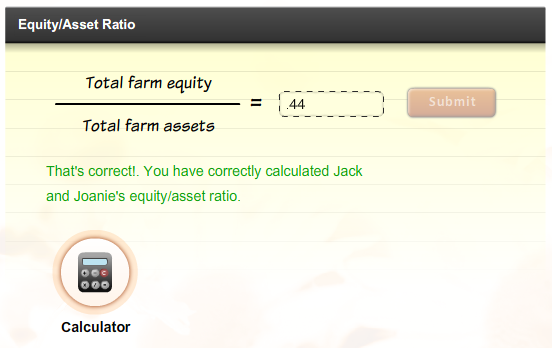 Equity/Asset Ratio
Total farm equity
= .44 Submit
Total farm assets
That's correct!. You have correctly calculated Jack
and Joanie's equity/asset ratio.
Calculator